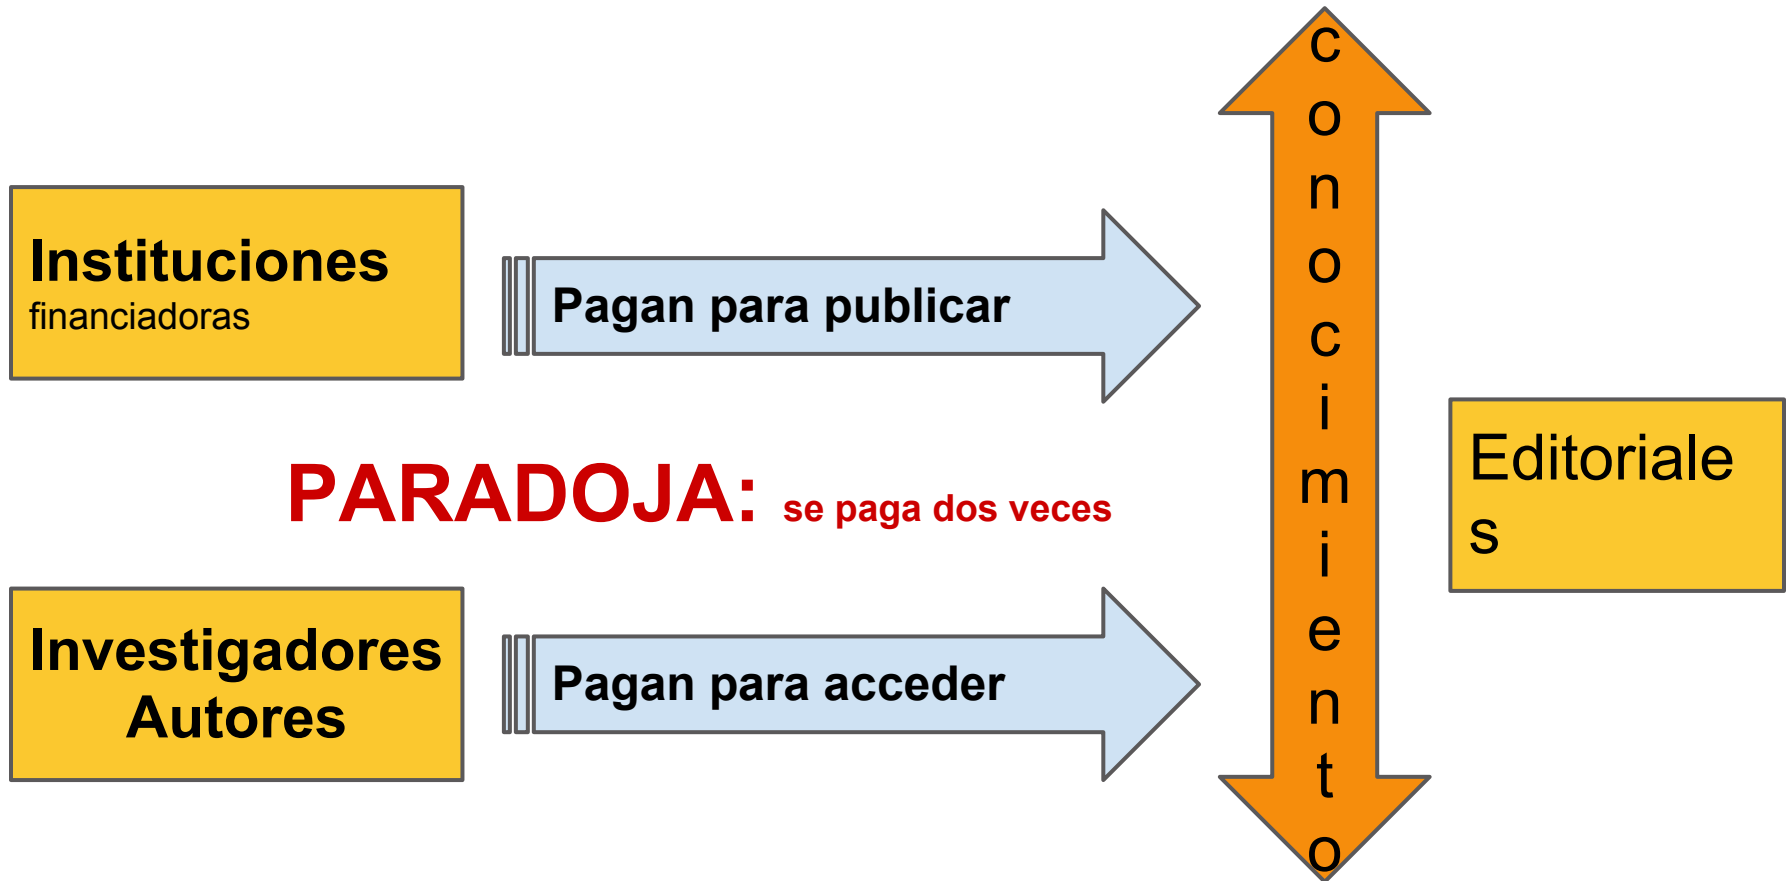 Instituciones
financiadoras
Pagan para publicar
PARADOJA: se paga dos veces
Investigadores
Autores
Pagan para acceder
c
o
n
o
c
i
m
i
e
n
t
o
Editoriale
s